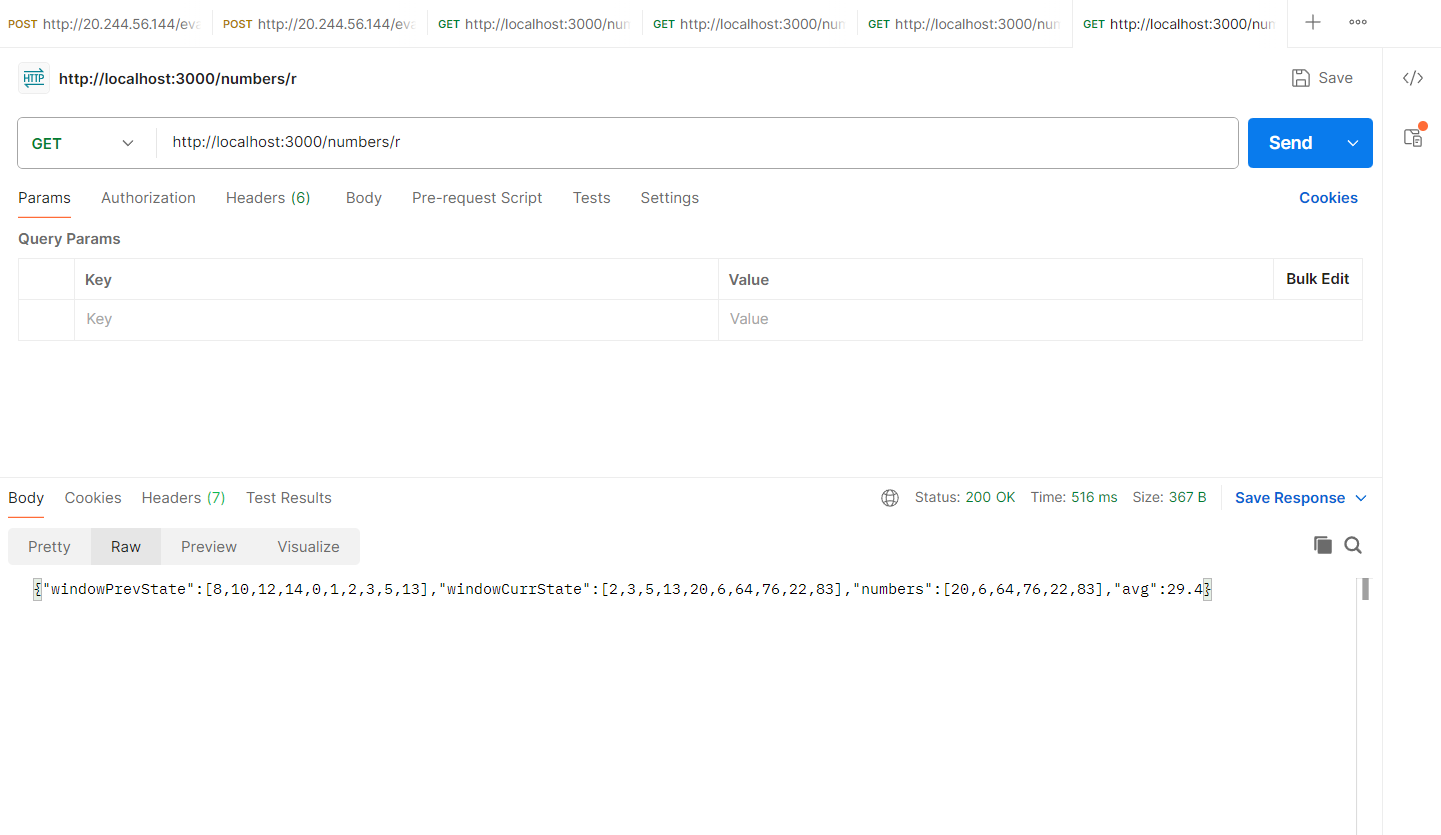 POST http://20.244.56.144/eva POST http://20.244.56.144/eva GET http://localhost:3000/num GET http://localhost:3000/num GET http://localhost:3000/num GET http://localhost:3000/num
HTTP http://localhost:3000/numbers/r Save </>
GET http://localhost:3000/numbers/r Send
Params Authorization Headers (6) Body Pre-request Script Tests Settings Cookies
Query Params
Key Value Bulk Edit
Key Value
Body Cookies Headers (7) Test Results Status: 200 OK Time: 516 ms Size: 367 B Save Response
Pretty Raw Preview Visualize
{"windowPrevState":[8,10,12,14,0,1,2,3,5,13],"windowCurrState":[2,3,5,13,20,6,64,76,22,83],"numbers":[20,6,64,76,22,83],"avg":29.4}